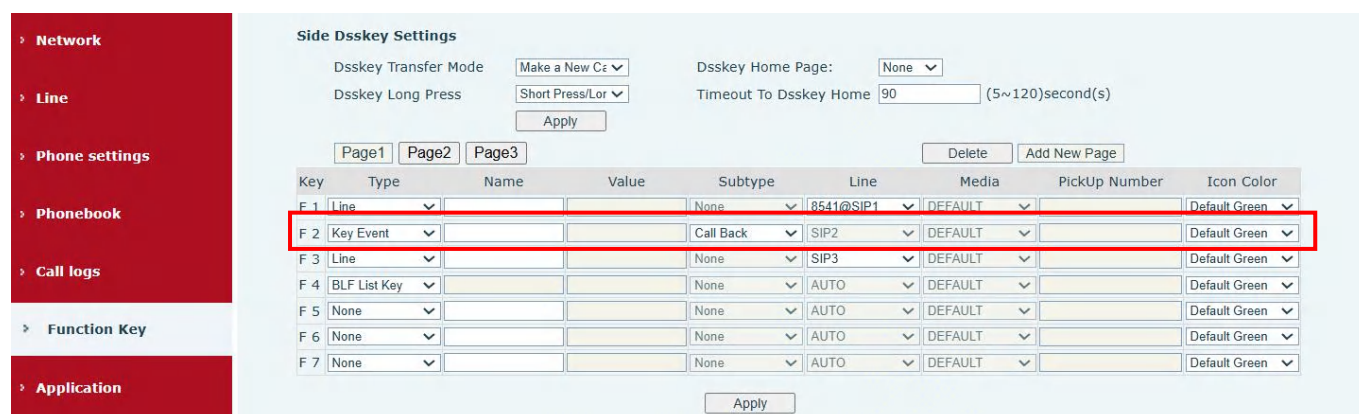 Network
Line
Phone settings
Phonebook
Call logs
Function Key
Application
Side Dsskey Settings
Dsskey Transfer Mode Make a New Ca Dsskey Home Page: None
Dsskey Long Press Short Press/Lor Timeout To Dsskey Home 90 (5~120)second(s)
Apply
Page1 Page2 Page3 Delete Add New Page
Key Type Name Value Subtype Line Media PickUp Number Icon Color
F 1 Line None 8541@SIP1 DEFAULT Default Green
F 2 Key Event Call Back SIP2 DEFAULT Default Green
F 3 Line None SIP3 DEFAULT Default Green
F 4 BLF List Key None AUTO DEFAULT Default Green
F 5 None None AUTO DEFAULT Default Green
F 6 None None AUTO DEFAULT Default Green
F 7 None None AUTO DEFAULT Default Green
Apply